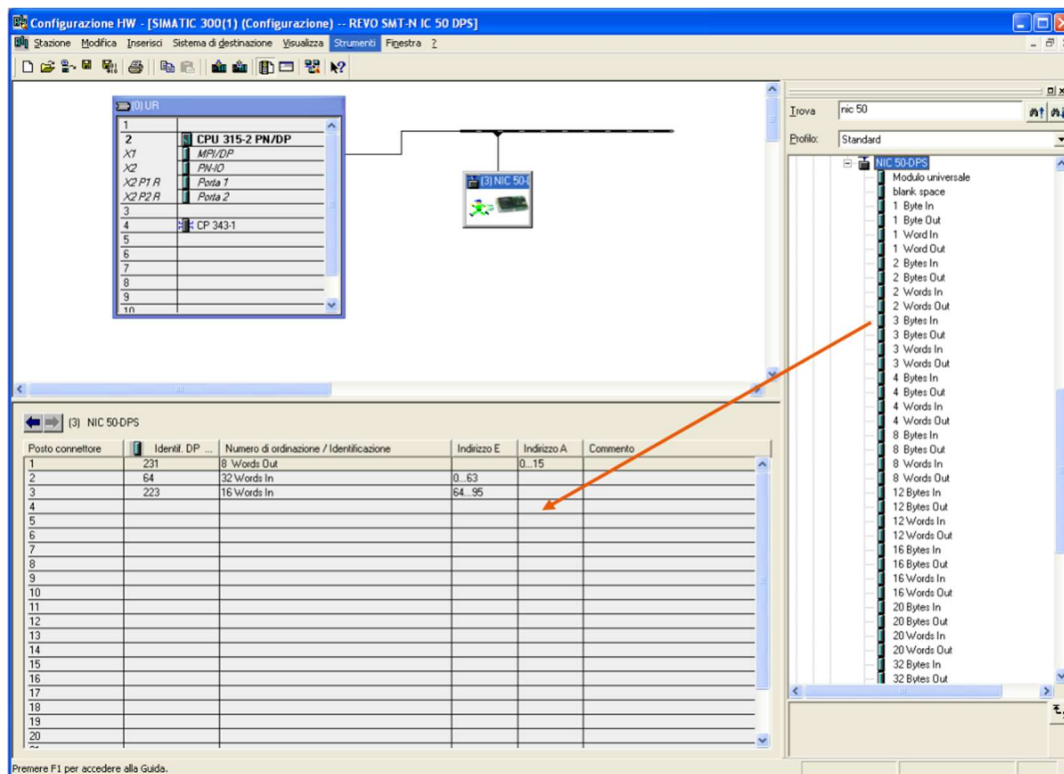 Configurazione HW - [SIMATIC 300(1) (Configurazione) -- REVO SMT-N IC 50 DPS]
Stazione Modifica Inserisci Sistema di destinazione Visualizza Strumenti Finestra ?
(0) UR
1
2 CPU 315-2 PN/DP
X1 MPI/DP
X2 PN-IO
X2 P1 R Porta 1
X2 P2 R Porta 2
3
4 CP 343-1
5
6
7
8
9
10
(3) NIC 50-
Trova nic 50
Profilo: Standard
NIC 50-DPS
Modulo universale
blank space
1 Byte In
1 Byte Out
1 Word In
1 Word Out
2 Bytes In
2 Bytes Out
2 Words In
2 Words Out
3 Bytes In
3 Bytes Out
3 Words In
3 Words Out
4 Bytes In
4 Bytes Out
4 Words In
4 Words Out
8 Bytes In
8 Bytes Out
8 Words In
8 Words Out
12 Bytes In
12 Bytes Out
12 Words In
12 Words Out
16 Bytes In
16 Bytes Out
16 Words In
16 Words Out
20 Bytes In
20 Bytes Out
20 Words In
20 Words Out
32 Bytes In
32 Bytes Out
(3) NIC 50-DPS
Posto connettore Identif. DP ... Numero di ordinazione / Identificazione Indirizzo E Indirizzo A Commento
1 231 8 Words Out 0...15
2 64 32 Words In 0...63
3 223 16 Words In 64...95
4
5
6
7
8
9
10
11
12
13
14
15
16
17
18
19
20
Premere F1 per accedere alla Guida.